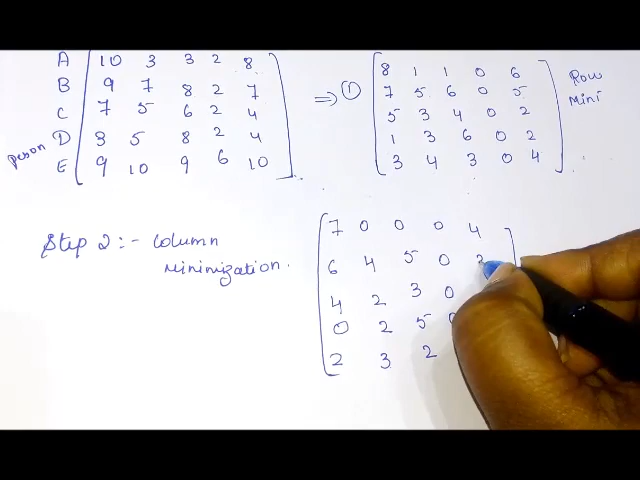 A 10 3 3 2 8
B 9 7 8 2 7
C 7 5 6 2 4
D 3 5 8 2 4
E 9 10 9 6 10
person
⇒ ① 8 1 1 0 6
7 5 6 0 5
5 3 4 0 2
1 3 6 0 2
3 4 3 0 4
Row
Mini
Step 2:- Column
Minimization.
7 0 0 0 4
6 4 5 0 3
4 2 3 0
0 2 5
2 3 2